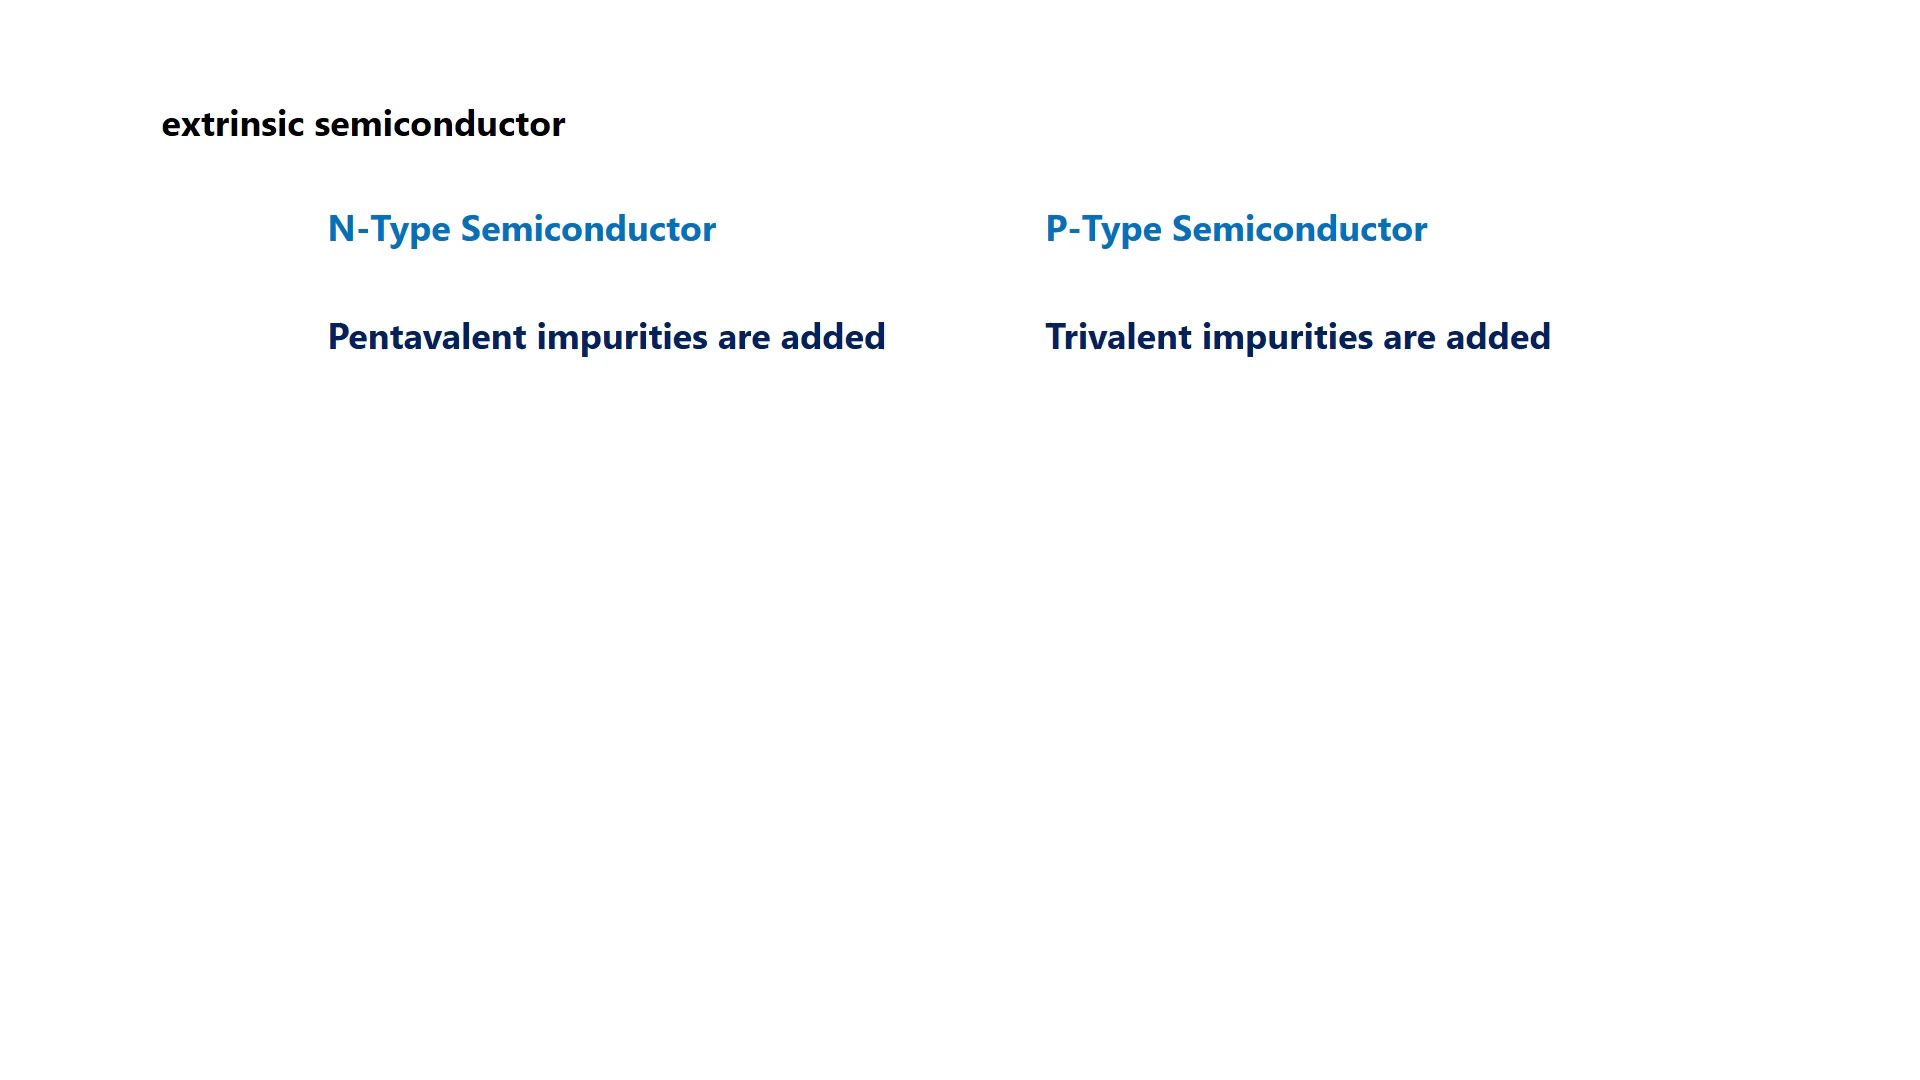 extrinsic semiconductor
N-Type Semiconductor
P-Type Semiconductor
Pentavalent impurities are added
Trivalent impurities are added